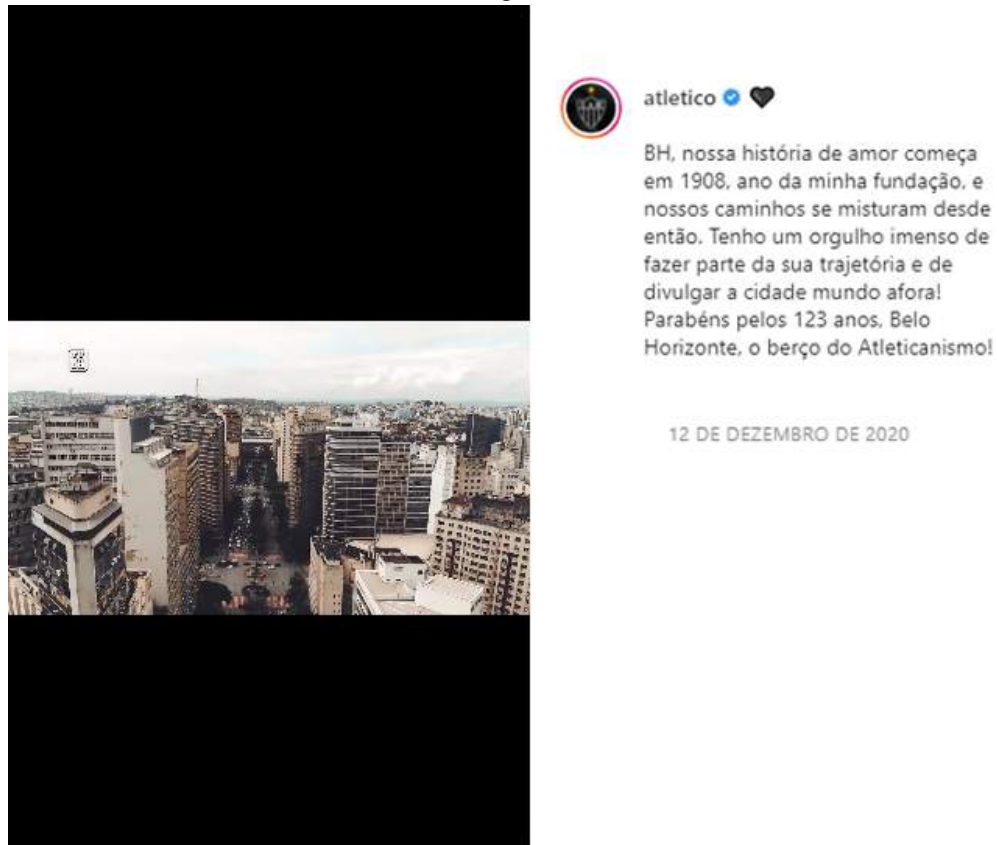 atletico
BH, nossa história de amor começa
em 1908, ano da minha fundação, e
nossos caminhos se misturam desde
então. Tenho um orgulho imenso de
fazer parte da sua trajetória e de
divulgar a cidade mundo afora!
Parabéns pelos 123 anos, Belo
Horizonte, o berço do Atleticanismo!
12 DE DEZEMBRO DE 2020